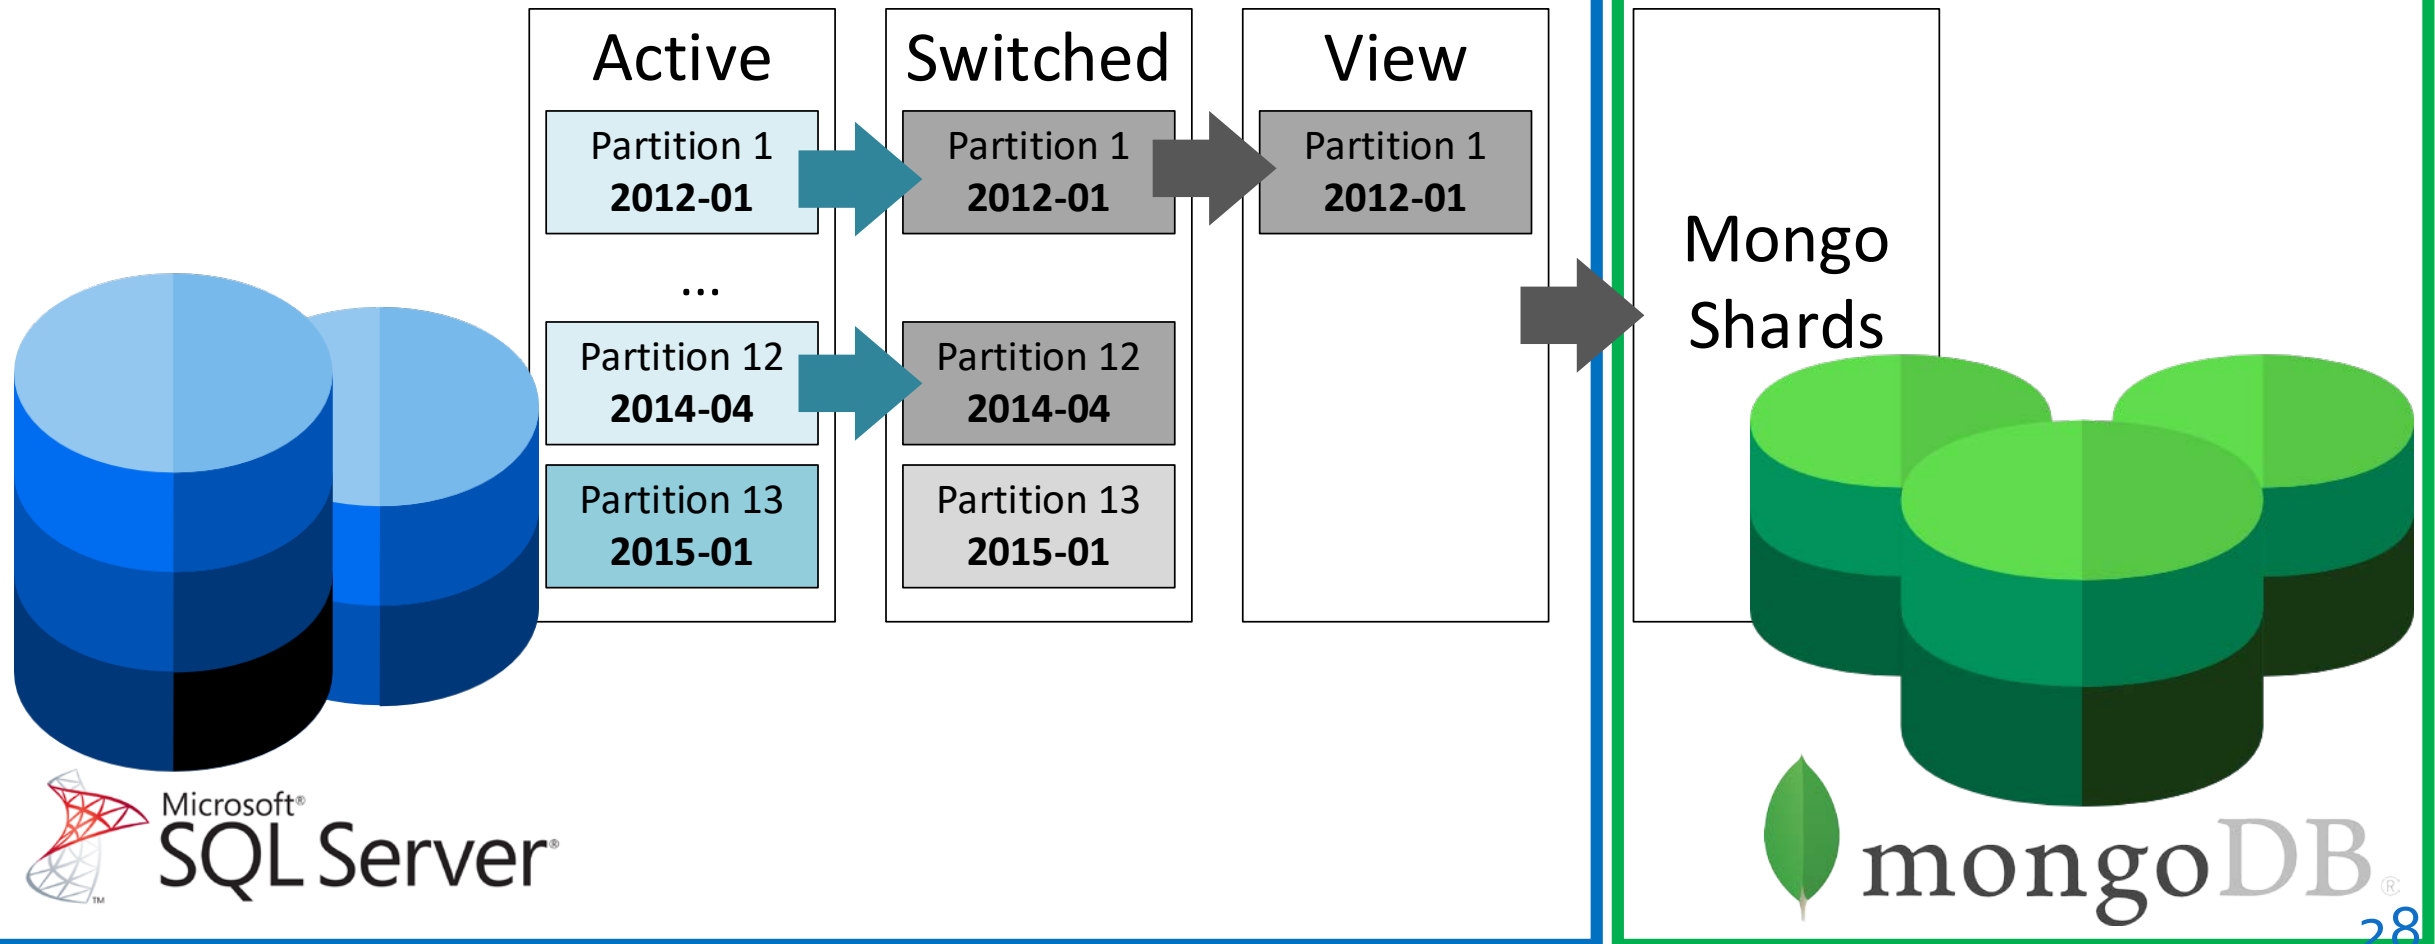 Active
Partition 1
2012-01
...
Partition 12
2014-04
Partition 13
2015-01
Switched
Partition 1
2012-01
Partition 12
2014-04
Partition 13
2015-01
View
Partition 1
2012-01
Mongo
Shards
Microsoft®
SQL Server®
™
mongoDB®
28